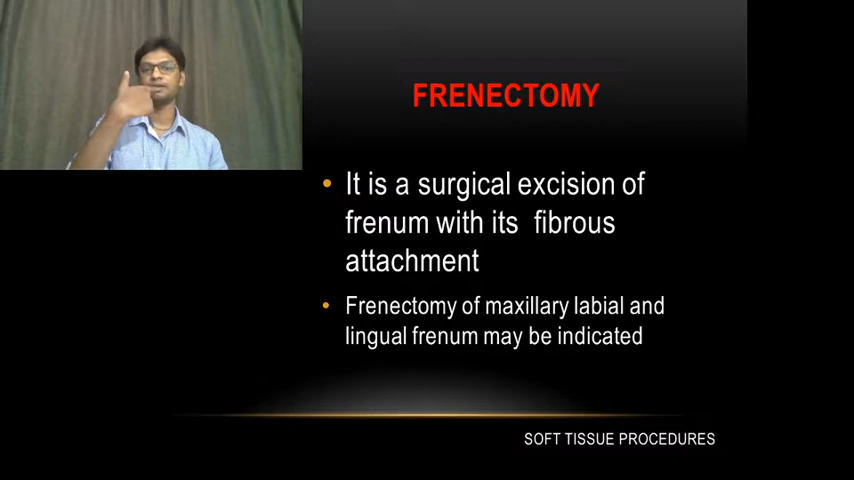 FRENECTOMY
• It is a surgical excision of
frenum with its fibrous
attachment
• Frenectomy of maxillary labial and
lingual frenum may be indicated
SOFT TISSUE PROCEDURES